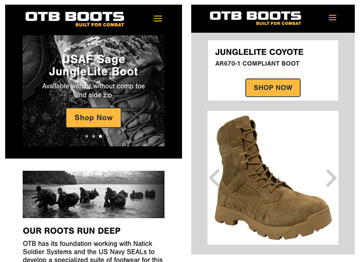 OTB BOOTS
BUILT FOR COMBAT
USAF Sage
JungleLite Boot
Available with or without comp toe
and side zip.
Shop Now
OUR ROOTS RUN DEEP
OTB has its foundation working with Natick
Soldier Systems and the US Navy SEALs to
develop a specialized suite of footwear for this
OTB BOOTS
BUILT FOR COMBAT
JUNGLELITE COYOTE
AR670-1 COMPLIANT BOOT
SHOP NOW